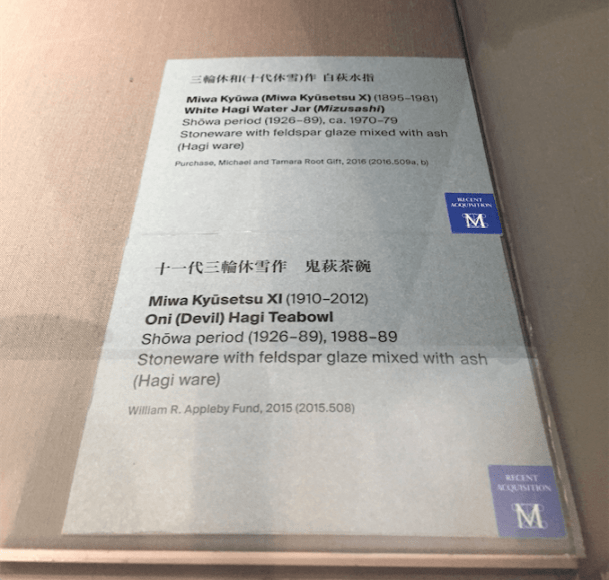 三輪休和(十代休雪)作 白萩水指
Miwa Kyūwa (Miwa Kyūsetsu X) (1895–1981)
White Hagi Water Jar (Mizusashi)
Shōwa period (1926–89), ca. 1970–79
Stoneware with feldspar glaze mixed with ash
(Hagi ware)
Purchase, Michael and Tamara Root Gift, 2016 (2016.509a, b)
RECENT
ACQUISITION
M
十一代三輪休雪作 鬼萩茶碗
Miwa Kyūsetsu XI (1910–2012)
Oni (Devil) Hagi Teabowl
Shōwa period (1926–89), 1988–89
Stoneware with feldspar glaze mixed with ash
(Hagi ware)
William R. Appleby Fund, 2015 (2015.508)
RECENT
ACQUISITION
M